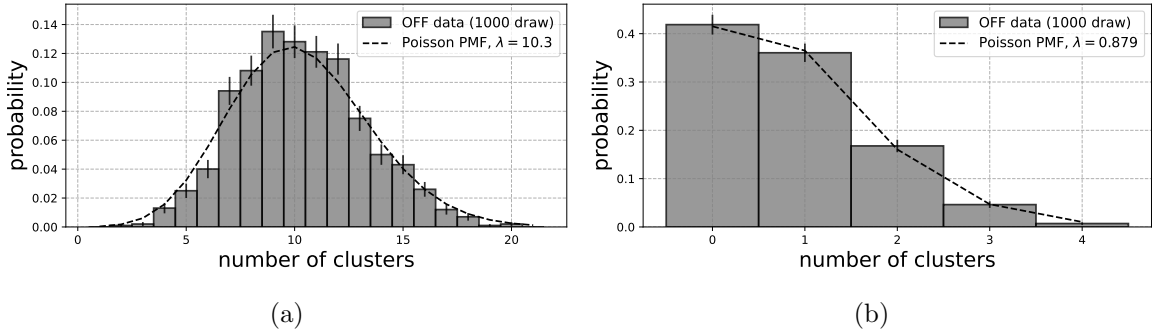 0.14
0.12
0.10
0.08
0.06
0.04
0.02
0.00
probability
0 5 10 15 20
number of clusters
OFF data (1000 draw)
Poisson PMF, λ = 10.3
(a)
0.4
0.3
0.2
0.1
0.0
probability
0 1 2 3 4
number of clusters
OFF data (1000 draw)
Poisson PMF, λ = 0.879
(b)